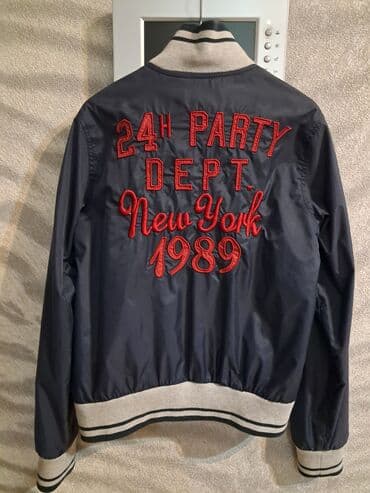 24H PARTY
DEPT.
New York
1989